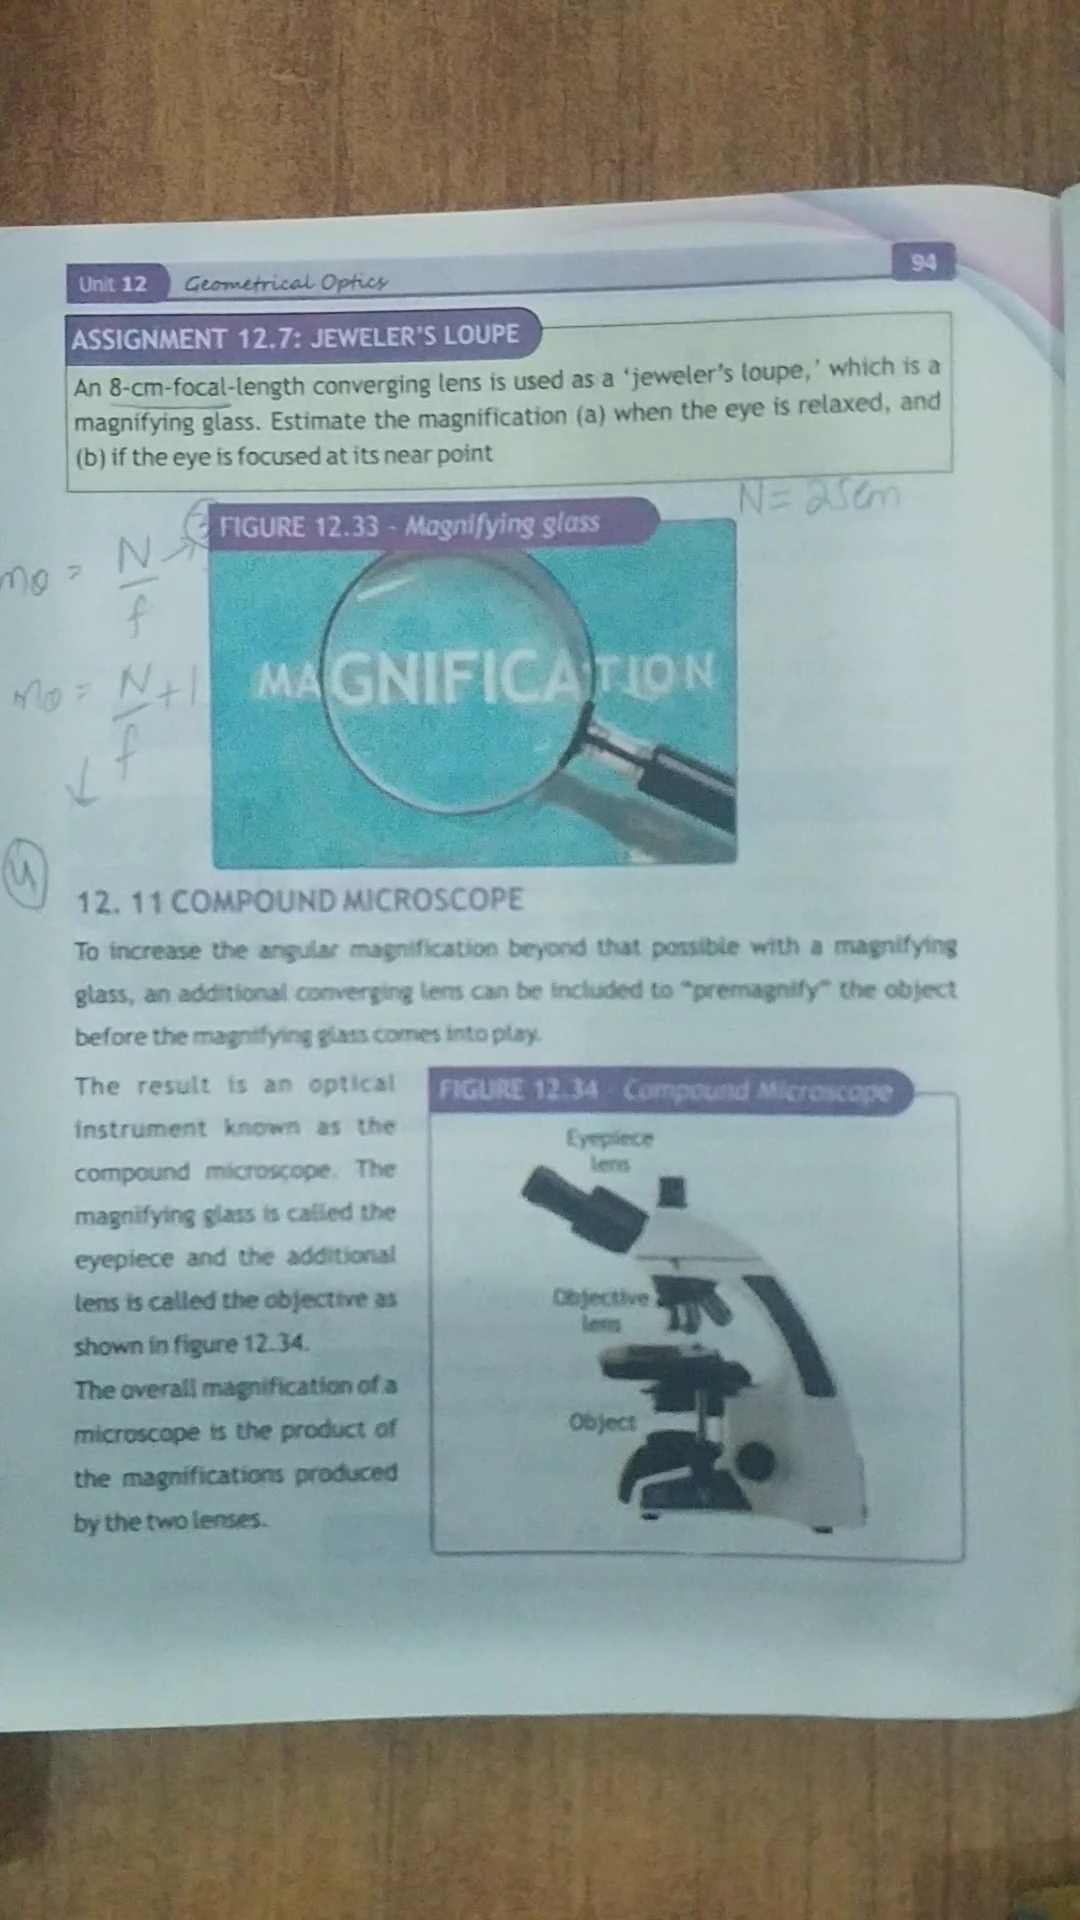 Unit 12 Geometrical Optics 94
ASSIGNMENT 12.7: JEWELER'S LOUPE
An 8-cm-focal-length converging lens is used as a 'jeweler's loupe,' which is a
magnifying glass. Estimate the magnification (a) when the eye is relaxed, and
(b) if the eye is focused at its near point
N = 25cm
FIGURE 12.33 - Magnifying glass
mθ = N
f
mθ = N + 1
f
MAGNIFICATION
12. 11 COMPOUND MICROSCOPE
To increase the angular magnification beyond that possible with a magnifying
glass, an additional converging lens can be included to "premagnify" the object
before the magnifying glass comes into play.
The result is an optical
instrument known as the
compound microscope. The
magnifying glass is called the
eyepiece and the additional
lens is called the objective as
shown in figure 12.34.
The overall magnification of a
microscope is the product of
the magnifications produced
by the two lenses.
FIGURE 12.34 - Compound Microscope
Eyepiece
lens
Objective
lens
Object